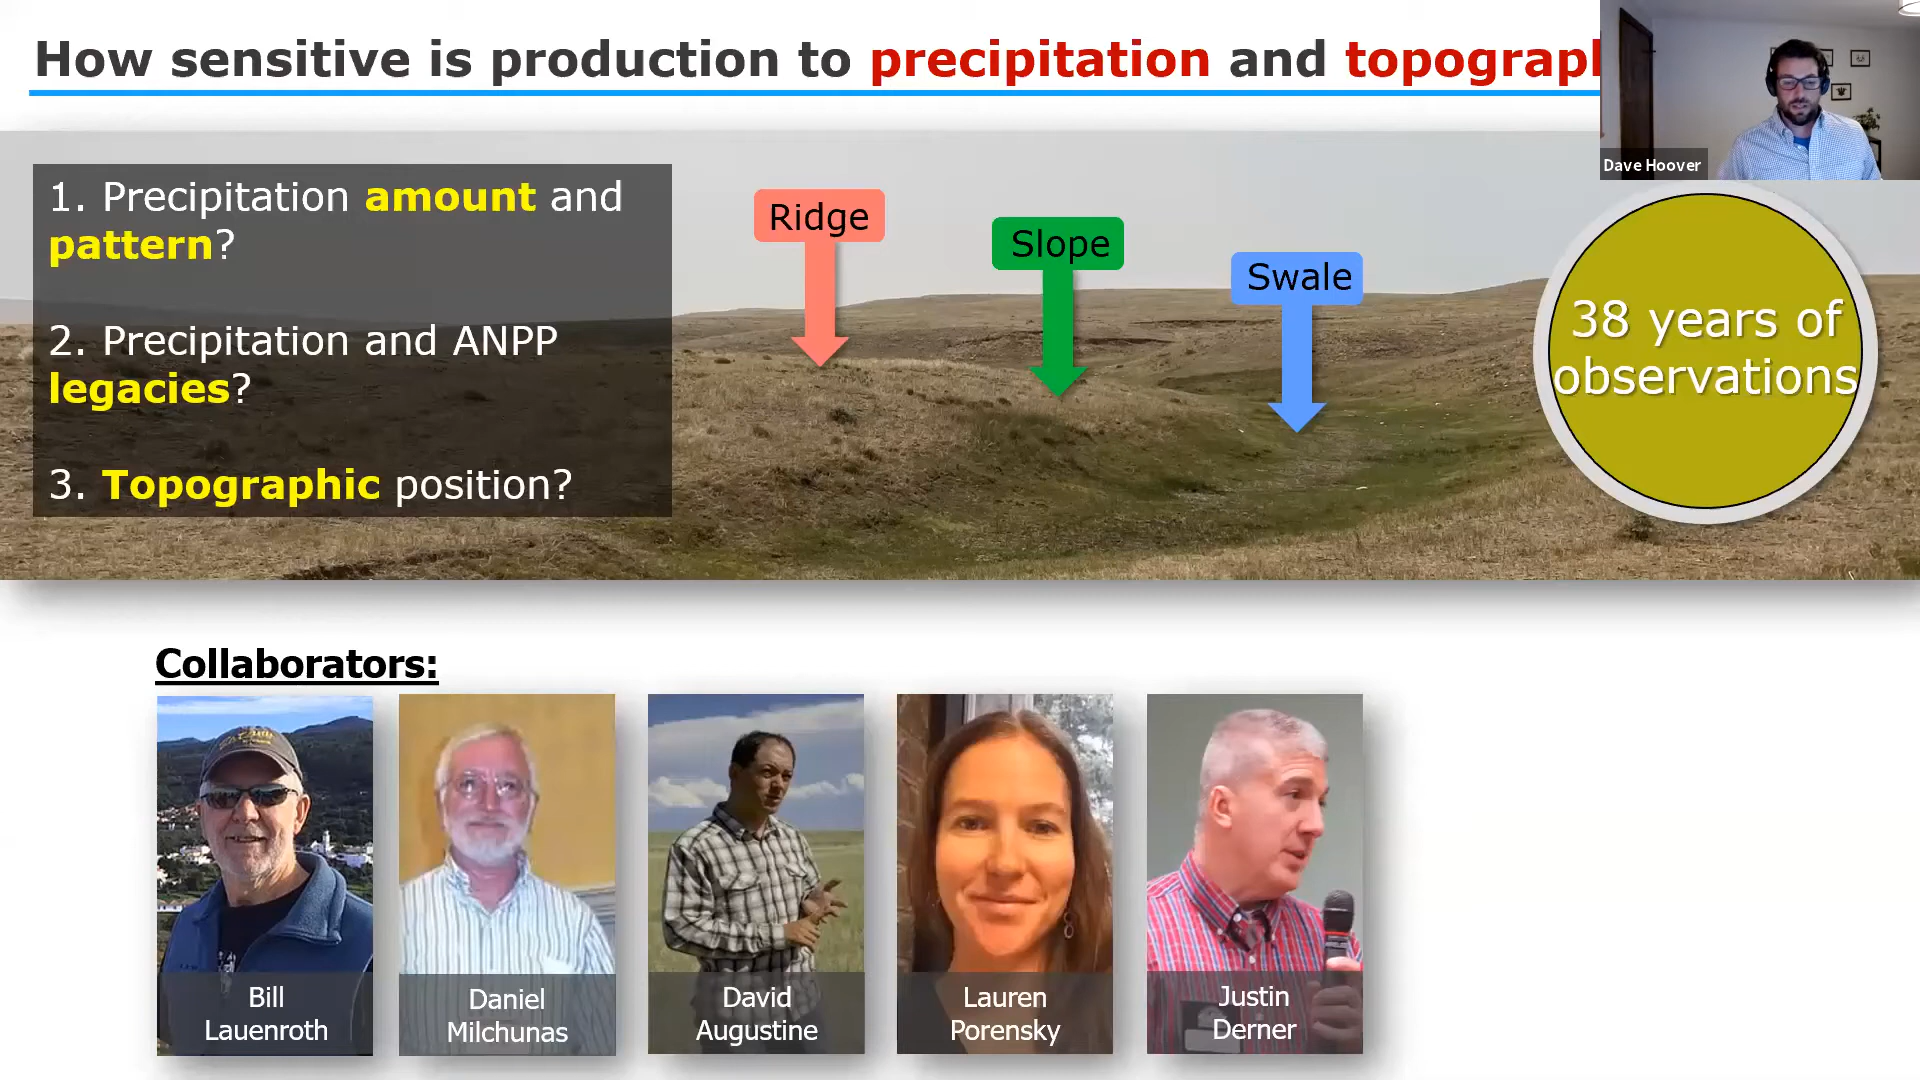 How sensitive is production to precipitation and topograp
Dave Hoover
1. Precipitation amount and
pattern?
2. Precipitation and ANPP
legacies?
3. Topographic position?
Ridge
Slope
Swale
38 years of
observations
Collaborators:
Bill
Lauenroth
Daniel
Milchunas
David
Augustine
Lauren
Porensky
Justin
Derner